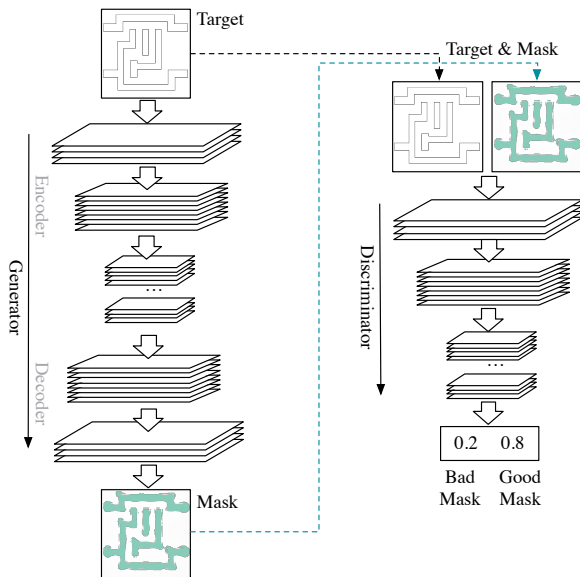 Target
Target & Mask
Encoder
Generator
Decoder
Mask
Discriminator
...
...
0.2 0.8
Bad Good
Mask Mask